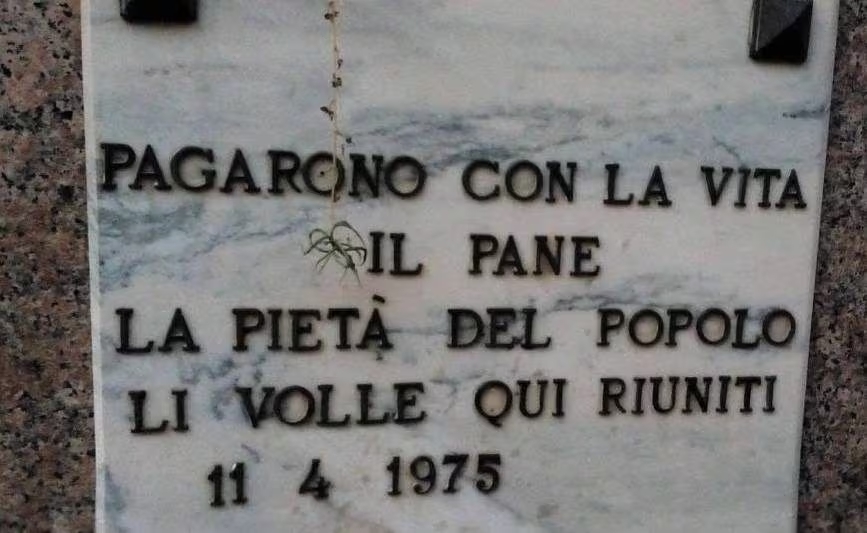 PAGARONO CON LA VITA
IL PANE
LA PIETÀ DEL POPOLO
LI VOLLE QUI RIUNITI
11 4 1975